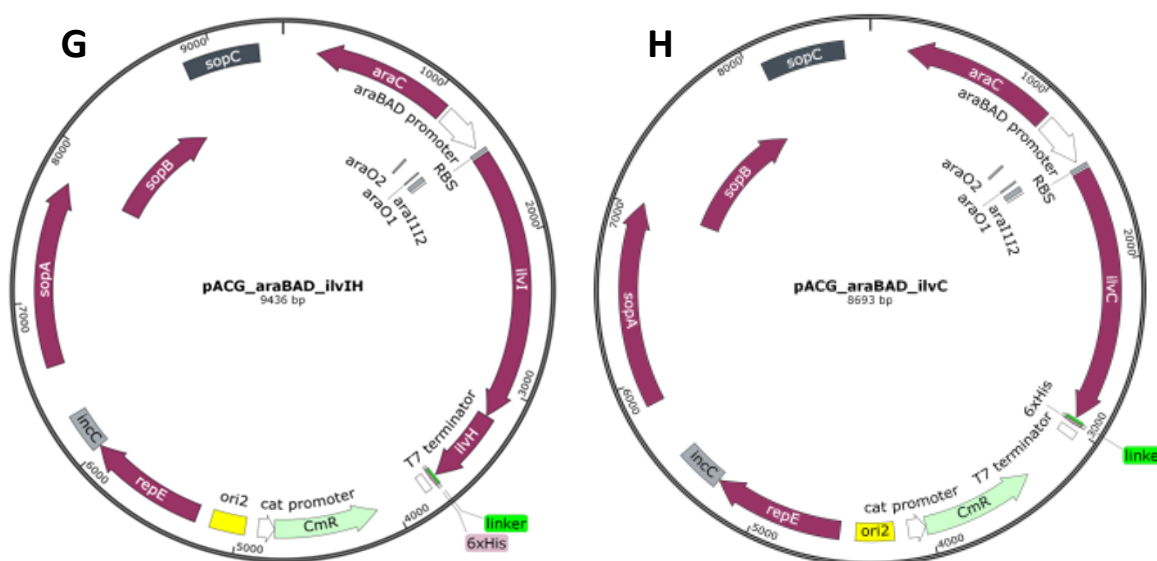 G
9000
sopC
araC
1000
araBAD promoter
RBS
araO2
araO1
araI1I2
sopB
8000
sopA
7000
2000
ilvI
pACG_araBAD_ilvIH
9436 bp
3000
ilvH
T7 terminator
linker
6xHis
4000
CmR
cat promoter
ori2
5000
repE
incC
6000
H
8000
sopC
araC
1000
araBAD promoter
RBS
araO2
araO1
araI1I2
sopB
7000
sopA
6000
2000
ilvC
pACG_araBAD_ilvC
8693 bp
6xHis
3000
linke
T7 terminator
CmR
cat promoter
4000
ori2
repE
5000
incC